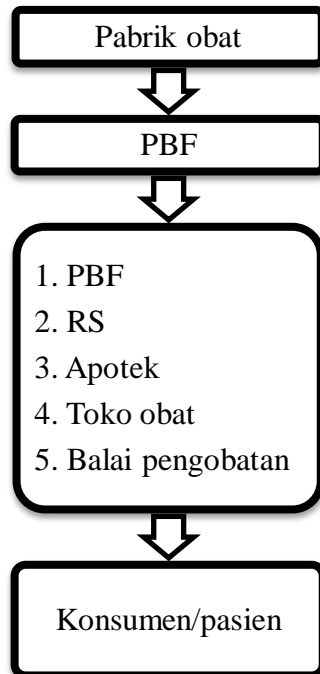 Pabrik obat
PBF
1. PBF
2. RS
3. Apotek
4. Toko obat
5. Balai pengobatan
Konsumen/pasien